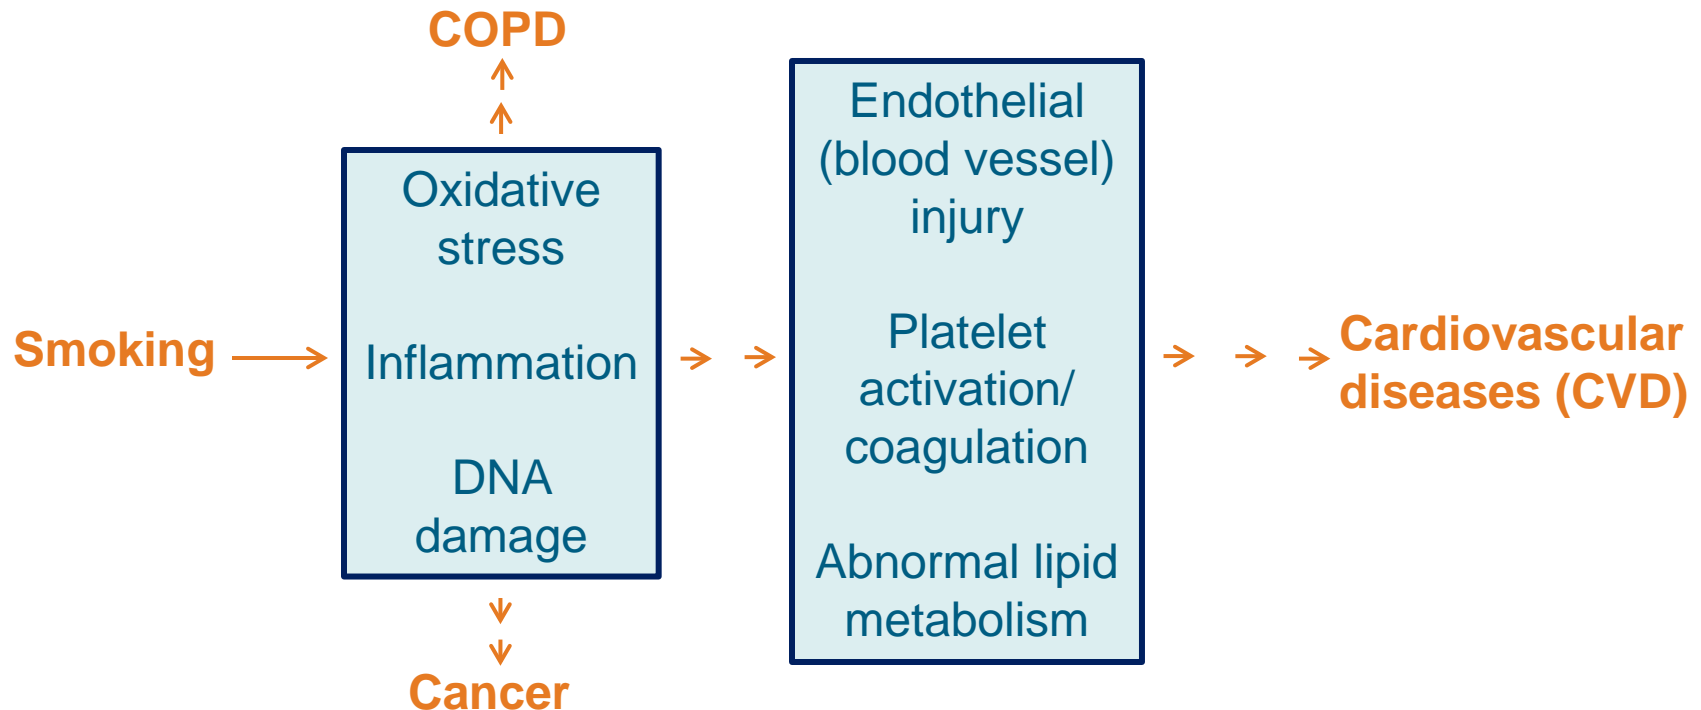 COPD
Smoking
Oxidative
stress
Inflammation
DNA
damage
Cancer
Endothelial
(blood vessel)
injury
Platelet
activation/
coagulation
Abnormal lipid
metabolism
Cardiovascular
diseases (CVD)